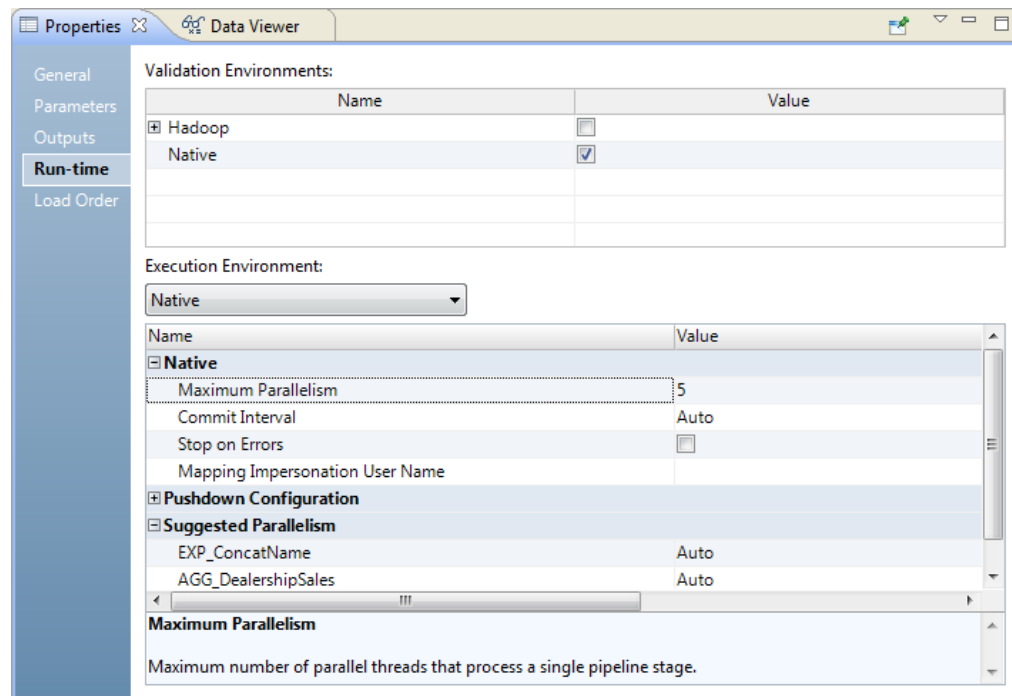 Properties Data Viewer
General
Parameters
Outputs
Run-time
Load Order
Validation Environments:
Name Value
Hadoop
Native
Execution Environment:
Native
Name Value
Native
Maximum Parallelism 5
Commit Interval Auto
Stop on Errors
Mapping Impersonation User Name
Pushdown Configuration
Suggested Parallelism
EXP_ConcatName Auto
AGG_DealershipSales Auto
Maximum Parallelism
Maximum number of parallel threads that process a single pipeline stage.